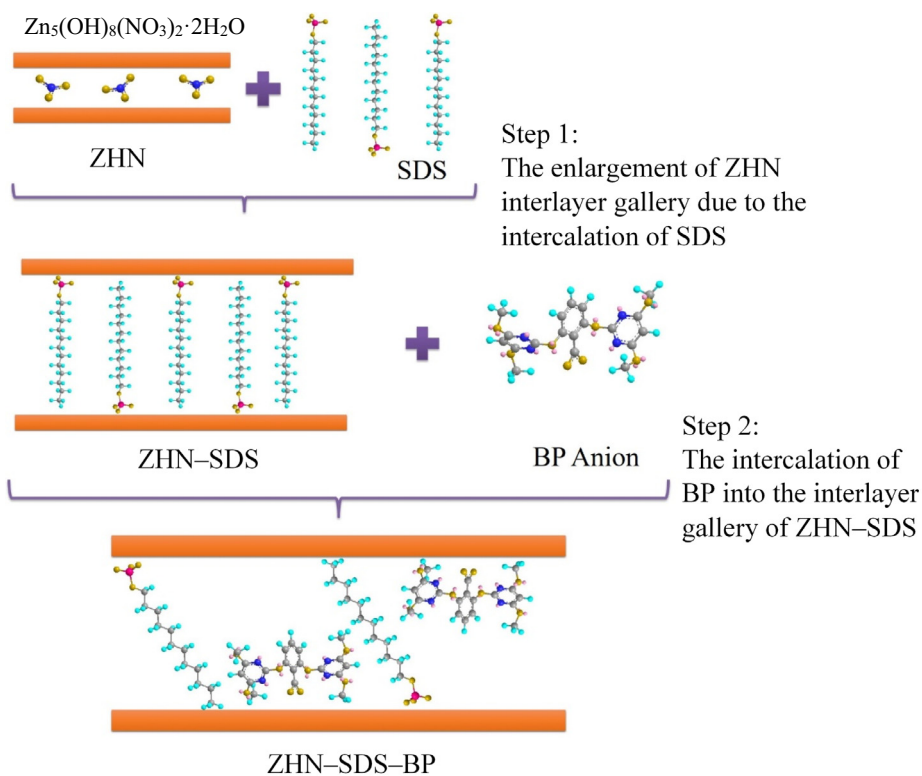 Zn₅(OH)₈(NO₃)₂·2H₂O
ZHN
SDS
Step 1:
The enlargement of ZHN
interlayer gallery due to the
intercalation of SDS
ZHN–SDS
BP Anion
Step 2:
The intercalation of
BP into the interlayer
gallery of ZHN–SDS
ZHN–SDS–BP